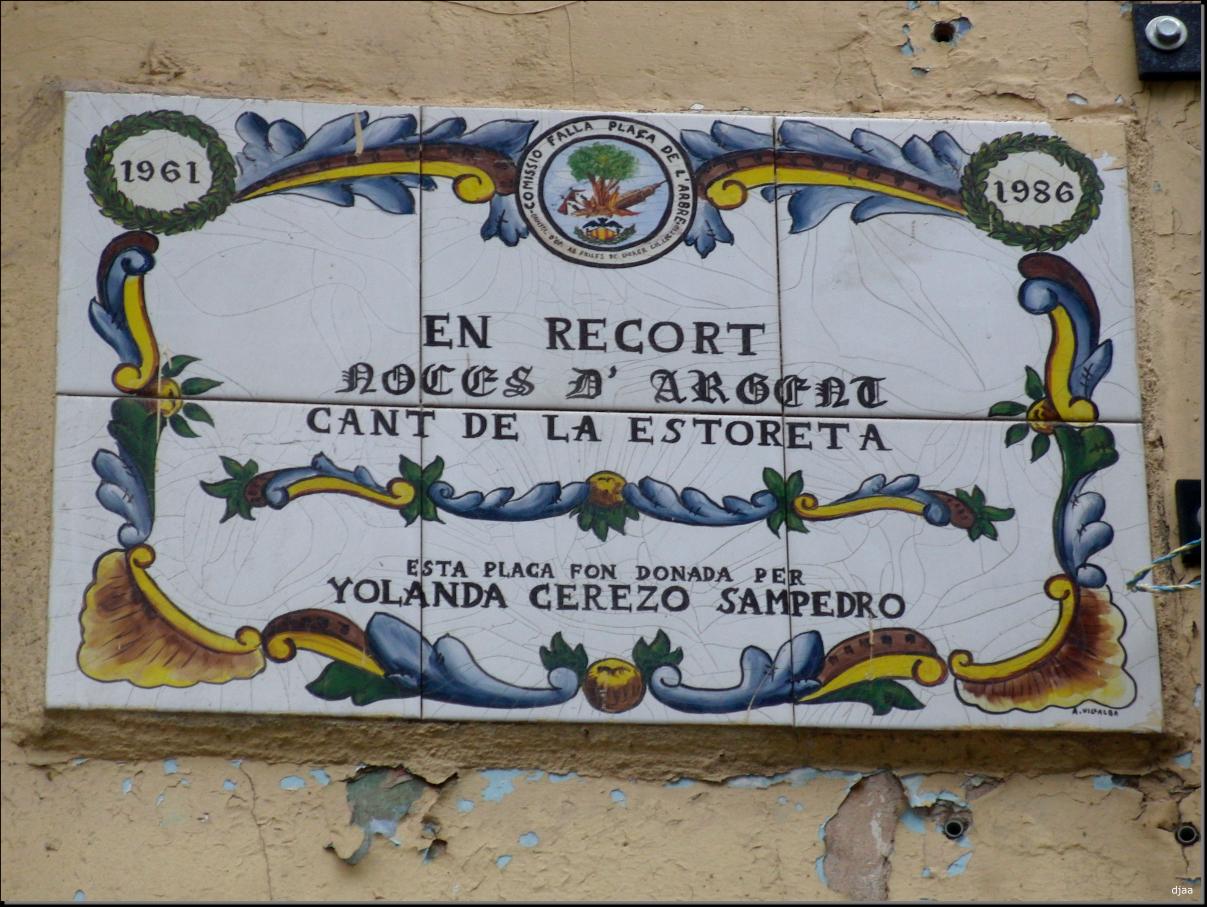 1961
COMISSIO FALLA PLAÇA DE L'ARBRE
1986
EN RECORT
NOCES D' ARGENT
CANT DE LA ESTORETA
ESTA PLACA FON DONADA PER
YOLANDA CEREZO SAMPEDRO
A. VILLALBA
djaa